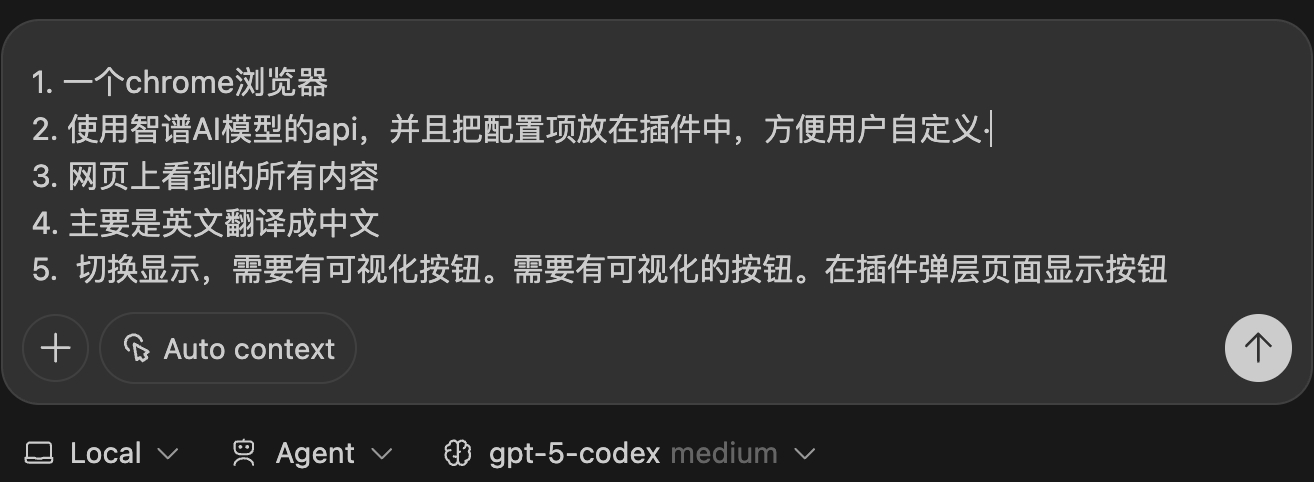 1. 一个chrome浏览器
2. 使用智谱AI模型的api，并且把配置项放在插件中，方便用户自定义·
3. 网页上看到的所有内容
4. 主要是英文翻译成中文
5. 切换显示，需要有可视化按钮。需要有可视化的按钮。在插件弹层页面显示按钮
Auto context
Local Agent gpt-5-codex medium